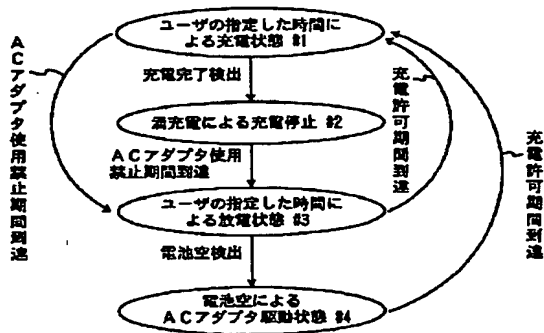 ユーザの指定した時間に
よる充電状態 #1
充電完了検出
満充電による充電停止 #2
ACアダプタ使用
禁止期間到達
ユーザの指定した時間に
よる放電状態 #3
電池空検出
電池空による
ACアダプタ駆動状態 #4
ACアダプタ使用禁止期間到達
充電許可期間到達
充電許可期間到達